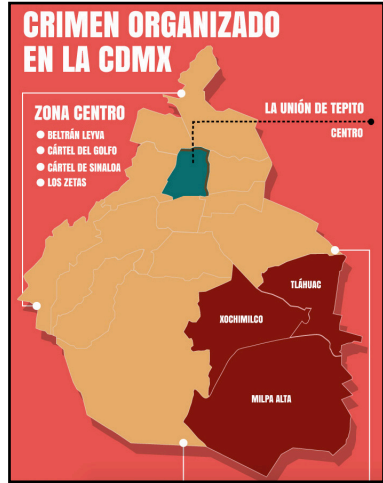 CRIMEN ORGANIZADO
EN LA CDMX
ZONA CENTRO
BELTRÁN LEYVA
CÁRTEL DEL GOLFO
CÁRTEL DE SINALOA
LOS ZETAS
LA UNIÓN DE TEPITO
CENTRO
TLÁHUAC
XOCHIMILCO
MILPA ALTA